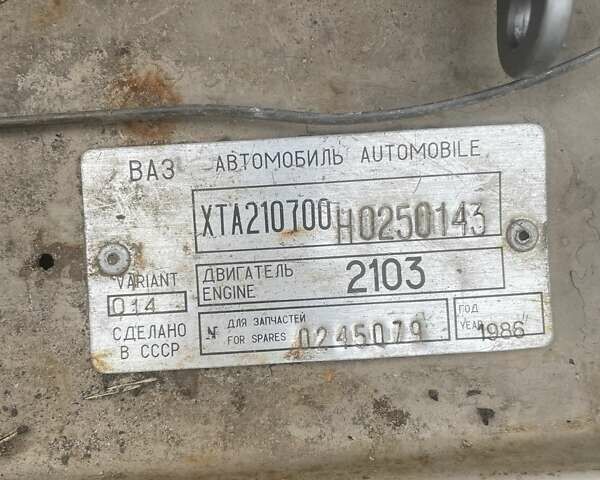 ВАЗ АВТОМОБИЛЬ AUTOMOBILE
XTA210700H0250143
VARIANT
014
ДВИГАТЕЛЬ
ENGINE
2103
СДЕЛАНО
В СССР
№ ДЛЯ ЗАПЧАСТЕЙ
FOR SPARES
0245079
ГОД
YEAR
1986